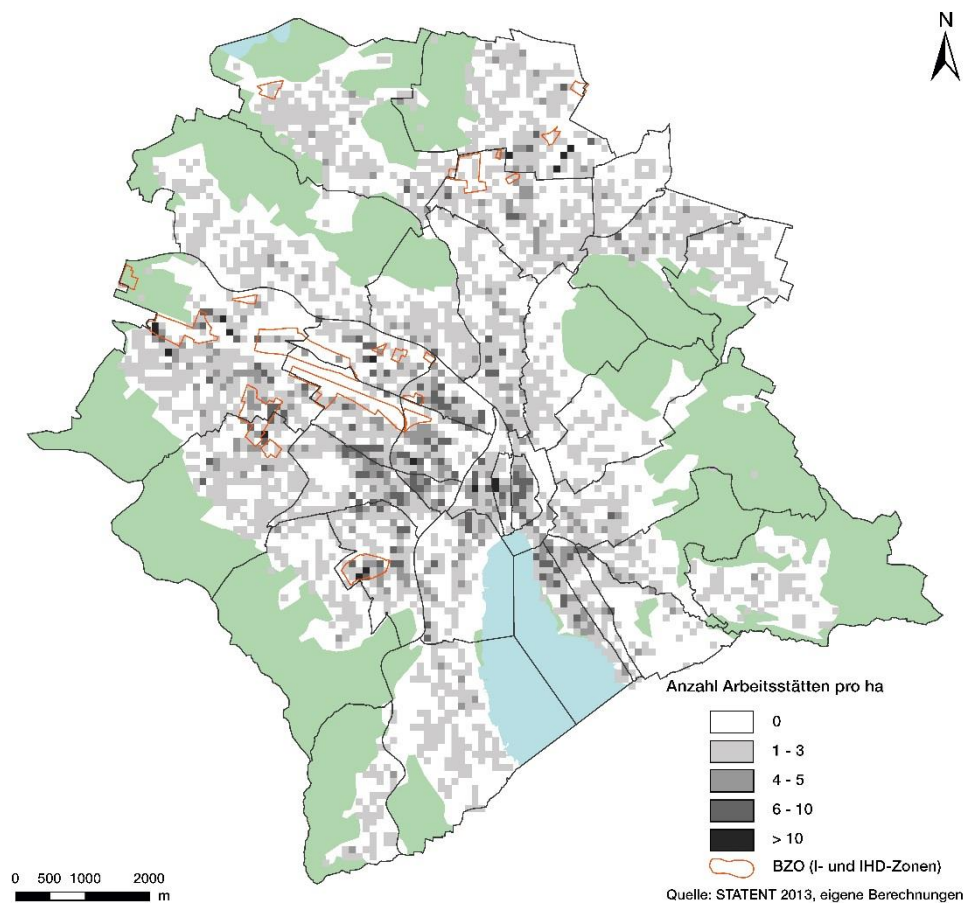 N
Anzahl Arbeitsstätten pro ha
0
1 - 3
4 - 5
6 - 10
> 10
BZO (I- und IHD-Zonen)
0 500 1000 2000
m
Quelle: STATENT 2013, eigene Berechnungen